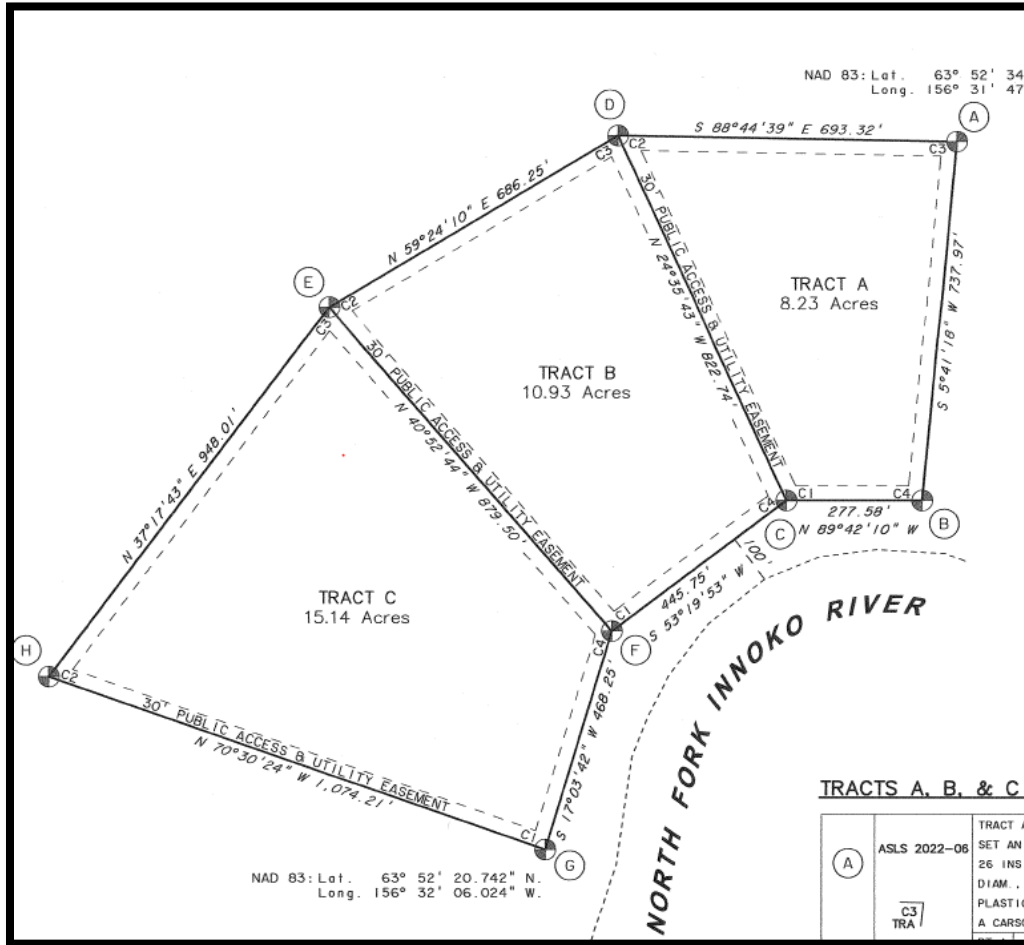 NAD 83: Lat. 63° 52' 34
Long. 156° 31' 47
D
A
S 88°44'39" E 693.32'
C3
C2
C3
N 59°24'10" E 686.25'
30' PUBLIC ACCESS & UTILITY EASEMENT
N 24°35'43" W 822.74'
TRACT A
8.23 Acres
S 5°41'18" W 737.97'
E
C2
C3
TRACT B
10.93 Acres
30' PUBLIC ACCESS & UTILITY EASEMENT
N 40°52'44" W 879.50'
N 37°17'43" E 948.01'
C4
C1
C4
277.58'
N 89°42'10" W
C
B
100'
445.75'
S 53°19'53" W
TRACT C
15.14 Acres
C1
C4
F
NORTH FORK INNOKO RIVER
H
C2
30' PUBLIC ACCESS & UTILITY EASEMENT
N 70°30'24" W 1,074.21'
S 17°03'42" W 468.25'
C1
G
NAD 83: Lat. 63° 52' 20.742" N.
Long. 156° 32' 06.024" W.
TRACTS A, B, & C
A
ASLS 2022-06
C3
TRA
TRACT A
SET AN
26 INS
DIAM.,
PLASTIC
A CARS